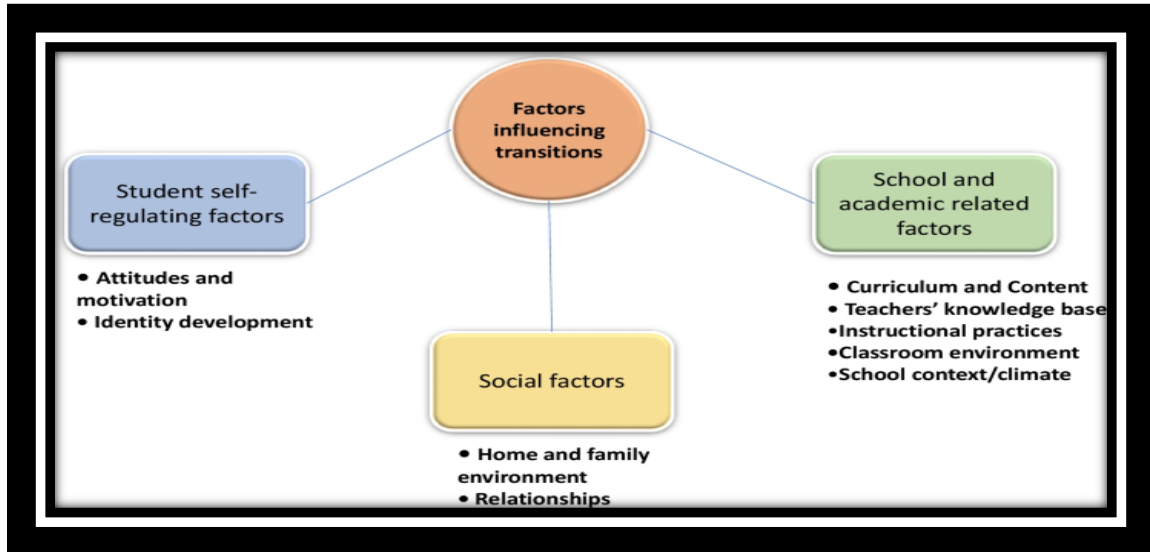 Factors
influencing
transitions
Student self-
regulating factors
• Attitudes and
motivation
• Identity development
Social factors
• Home and family
environment
• Relationships
School and
academic related
factors
• Curriculum and Content
• Teachers’ knowledge base
•Instructional practices
•Classroom environment
•School context/climate